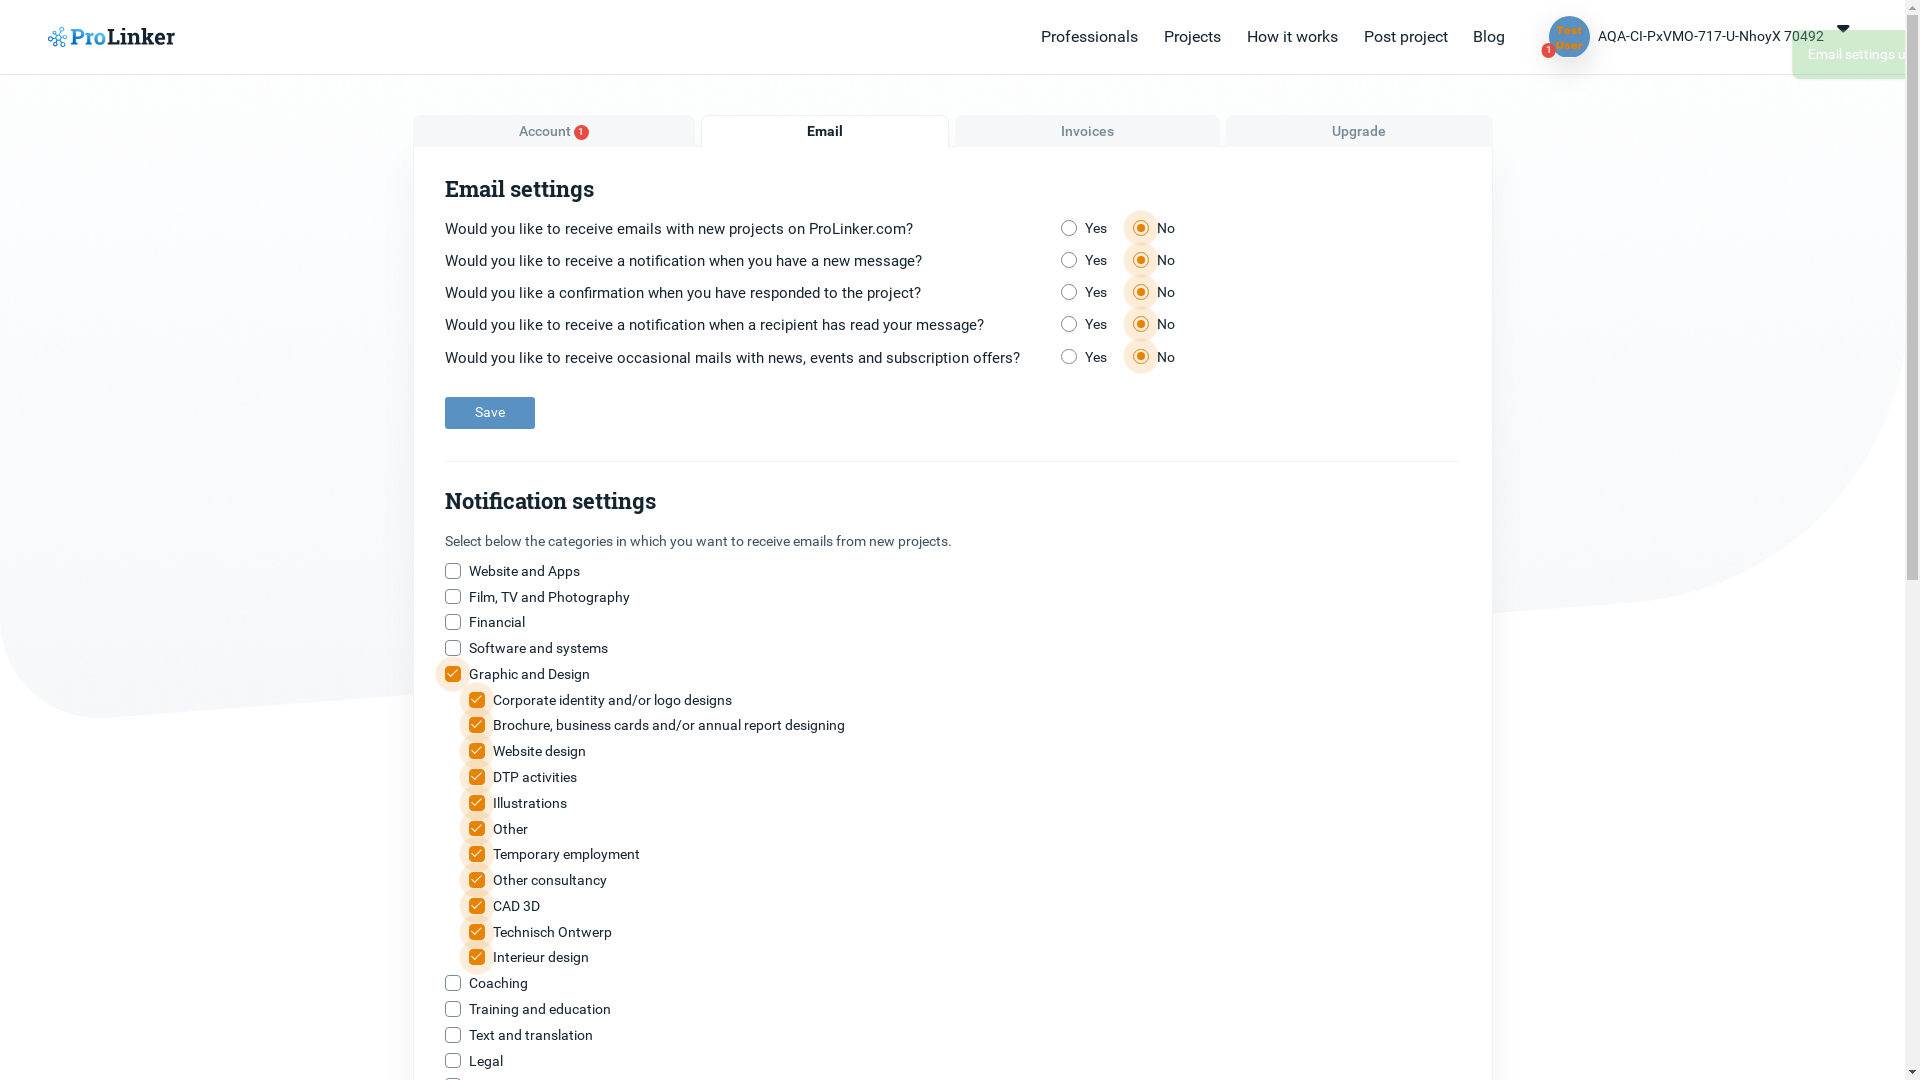 ProLinker
Professionals
Projects
How it works
Post project
Blog
Test
User
1
AQA-CI-PxVMO-717-U-NhoyX 70492
Email settings u
Account 1
Email
Invoices
Upgrade
Email settings
Would you like to receive emails with new projects on ProLinker.com? Yes No
Would you like to receive a notification when you have a new message? Yes No
Would you like a confirmation when you have responded to the project? Yes No
Would you like to receive a notification when a recipient has read your message? Yes No
Would you like to receive occasional mails with news, events and subscription offers? Yes No
Save
Notification settings
Select below the categories in which you want to receive emails from new projects.
Website and Apps
Film, TV and Photography
Financial
Software and systems
Graphic and Design
Corporate identity and/or logo designs
Brochure, business cards and/or annual report designing
Website design
DTP activities
Illustrations
Other
Temporary employment
Other consultancy
CAD 3D
Technisch Ontwerp
Interieur design
Coaching
Training and education
Text and translation
Legal